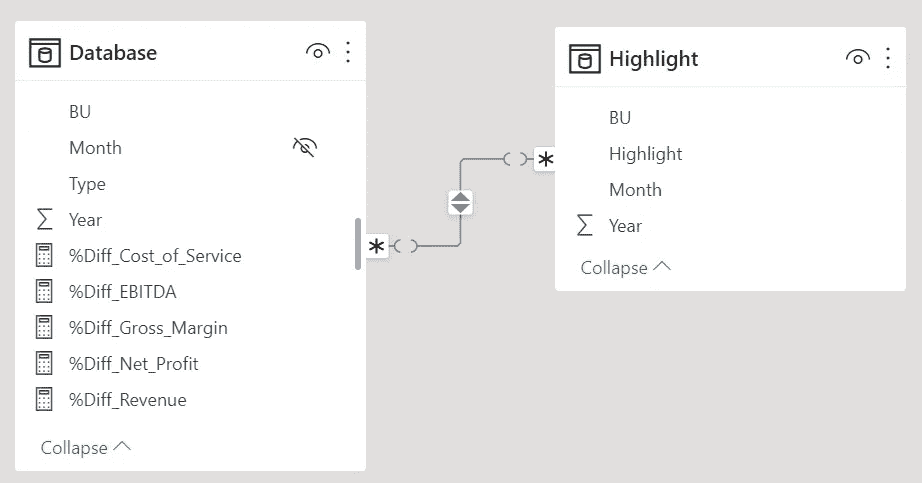 Database
BU
Month
Type
Year
%Diff_Cost_of_Service
%Diff_EBITDA
%Diff_Gross_Margin
%Diff_Net_Profit
%Diff_Revenue
Collapse
Highlight
BU
Highlight
Month
Year
Collapse